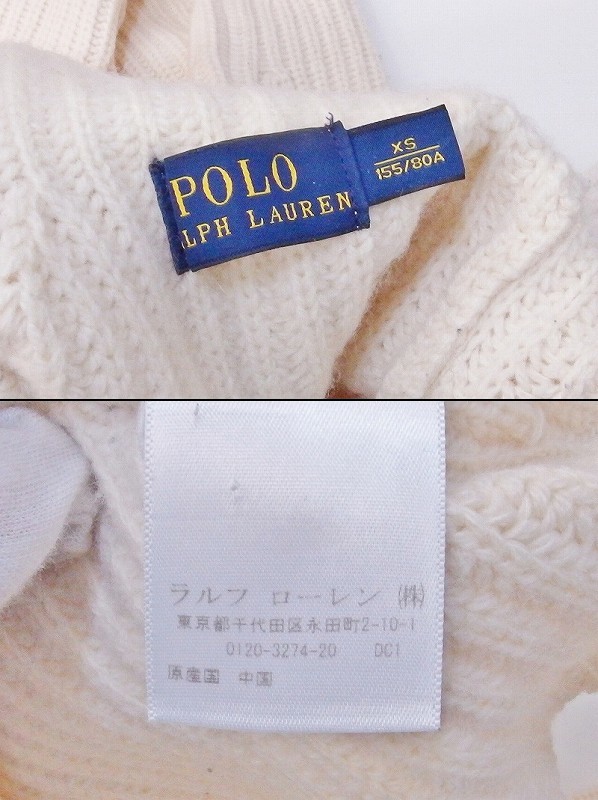 POLO
LPH LAUREN
XS
155/80A
ラルフ ローレン ㈱
東京都千代田区永田町2-10-1
0120-3274-20 DC1
原産国 中国